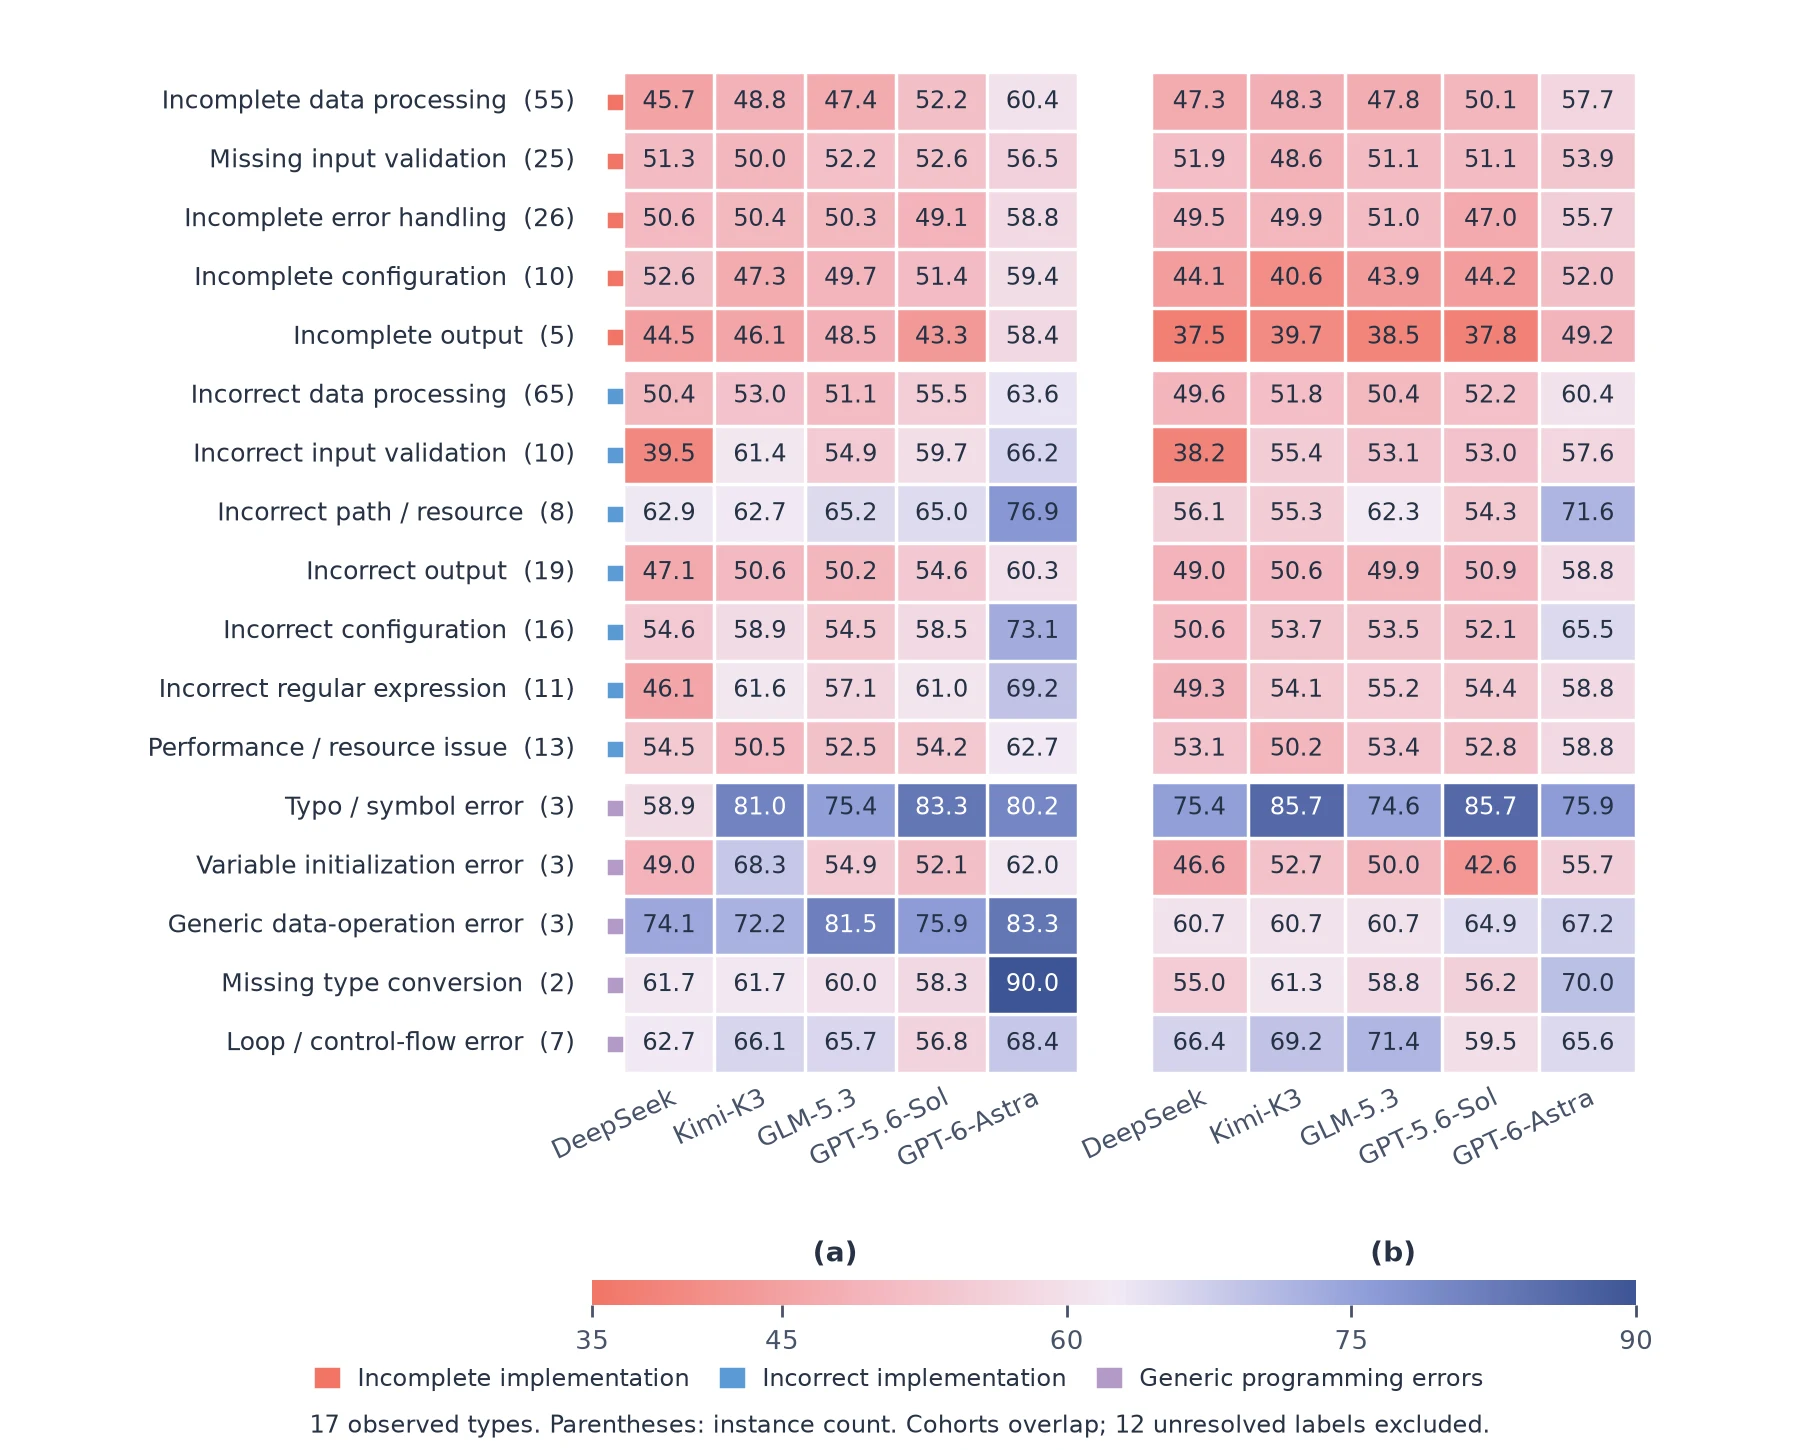 Incomplete data processing (55) 45.7 48.8 47.4 52.2 60.4 47.3 48.3 47.8 50.1 57.7
Missing input validation (25) 51.3 50.0 52.2 52.6 56.5 51.9 48.6 51.1 51.1 53.9
Incomplete error handling (26) 50.6 50.4 50.3 49.1 58.8 49.5 49.9 51.0 47.0 55.7
Incomplete configuration (10) 52.6 47.3 49.7 51.4 59.4 44.1 40.6 43.9 44.2 52.0
Incomplete output (5) 44.5 46.1 48.5 43.3 58.4 37.5 39.7 38.5 37.8 49.2
Incorrect data processing (65) 50.4 53.0 51.1 55.5 63.6 49.6 51.8 50.4 52.2 60.4
Incorrect input validation (10) 39.5 61.4 54.9 59.7 66.2 38.2 55.4 53.1 53.0 57.6
Incorrect path / resource (8) 62.9 62.7 65.2 65.0 76.9 56.1 55.3 62.3 54.3 71.6
Incorrect output (19) 47.1 50.6 50.2 54.6 60.3 49.0 50.6 49.9 50.9 58.8
Incorrect configuration (16) 54.6 58.9 54.5 58.5 73.1 50.6 53.7 53.5 52.1 65.5
Incorrect regular expression (11) 46.1 61.6 57.1 61.0 69.2 49.3 54.1 55.2 54.4 58.8
Performance / resource issue (13) 54.5 50.5 52.5 54.2 62.7 53.1 50.2 53.4 52.8 58.8
Typo / symbol error (3) 58.9 81.0 75.4 83.3 80.2 75.4 85.7 74.6 85.7 75.9
Variable initialization error (3) 49.0 68.3 54.9 52.1 62.0 46.6 52.7 50.0 42.6 55.7
Generic data-operation error (3) 74.1 72.2 81.5 75.9 83.3 60.7 60.7 60.7 64.9 67.2
Missing type conversion (2) 61.7 61.7 60.0 58.3 90.0 55.0 61.3 58.8 56.2 70.0
Loop / control-flow error (7) 62.7 66.1 65.7 56.8 68.4 66.4 69.2 71.4 59.5 65.6
DeepSeek Kimi-K3 GLM-5.3 GPT-5.6-Sol GPT-6-Astra DeepSeek Kimi-K3 GLM-5.3 GPT-5.6-Sol GPT-6-Astra
(a) (b)
35 45 60 75 90
Incomplete implementation Incorrect implementation Generic programming errors
17 observed types. Parentheses: instance count. Cohorts overlap; 12 unresolved labels excluded.